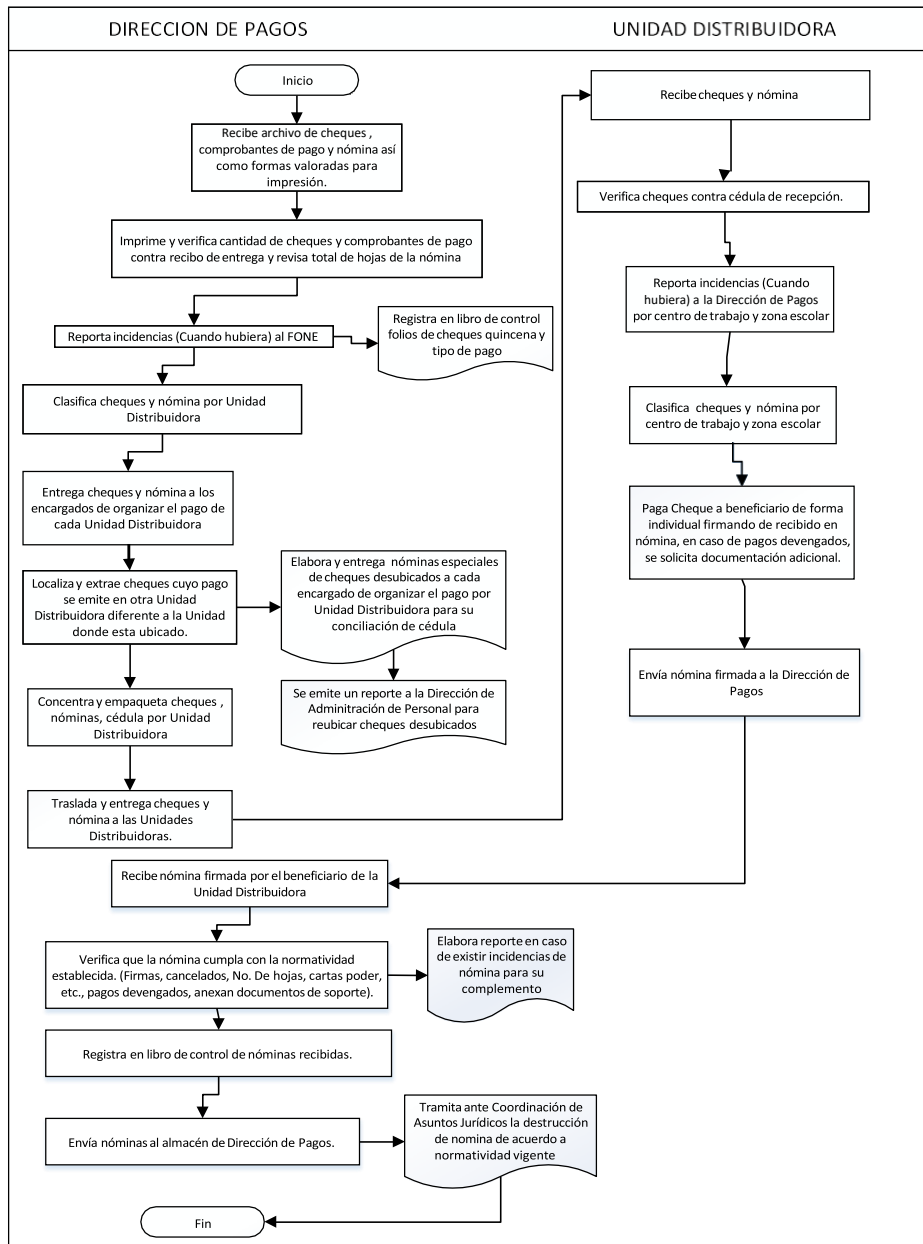 DIRECCION DE PAGOS
UNIDAD DISTRIBUIDORA
Inicio
Recibe archivo de cheques ,
comprobantes de pago y nómina así
como formas valoradas para
impresión.
Imprime y verifica cantidad de cheques y comprobantes de pago
contra recibo de entrega y revisa total de hojas de la nómina
Reporta incidencias (Cuando hubiera) al FONE
Registra en libro de control
folios de cheques quincena y
tipo de pago
Clasifica cheques y nómina por Unidad
Distribuidora
Entrega cheques y nómina a los
encargados de organizar el pago de
cada Unidad Distribuidora
Localiza y extrae cheques cuyo pago
se emite en otra Unidad
Distribuidora diferente a la Unidad
donde esta ubicado.
Elabora y entrega nóminas especiales
de cheques desubicados a cada
encargado de organizar el pago por
Unidad Distribuidora para su
conciliación de cédula
Se emite un reporte a la Dirección de
Adminitración de Personal para
reubicar cheques desubicados
Concentra y empaqueta cheques ,
nóminas, cédula por Unidad
Distribuidora
Traslada y entrega cheques y
nómina a las Unidades
Distribuidoras.
Recibe cheques y nómina
Verifica cheques contra cédula de recepción.
Reporta incidencias (Cuando
hubiera) a la Dirección de Pagos
por centro de trabajo y zona escolar
Clasifica cheques y nómina por
centro de trabajo y zona escolar
Paga Cheque a beneficiario de forma
individual firmando de recibido en
nómina, en caso de pagos devengados,
se solicita documentación adicional.
Envía nómina firmada a la Dirección de
Pagos
Recibe nómina firmada por el beneficiario de la
Unidad Distribuidora
Verifica que la nómina cumpla con la normatividad
establecida. (Firmas, cancelados, No. De hojas, cartas poder,
etc., pagos devengados, anexan documentos de soporte).
Elabora reporte en caso
de existir incidencias de
nómina para su
complemento
Registra en libro de control de nóminas recibidas.
Envía nóminas al almacén de Dirección de Pagos.
Tramita ante Coordinación de
Asuntos Jurídicos la destrucción
de nomina de acuerdo a
normatividad vigente
Fin